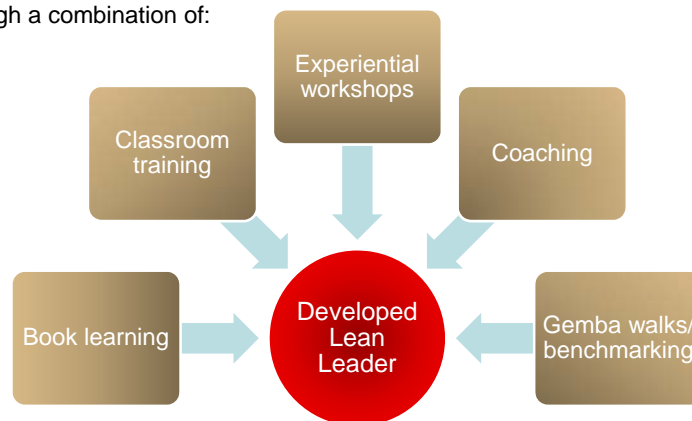 gh a combination of:
Experiential
workshops
Classroom
training
Coaching
Book learning
Developed
Lean
Leader
Gemba walks/
benchmarking